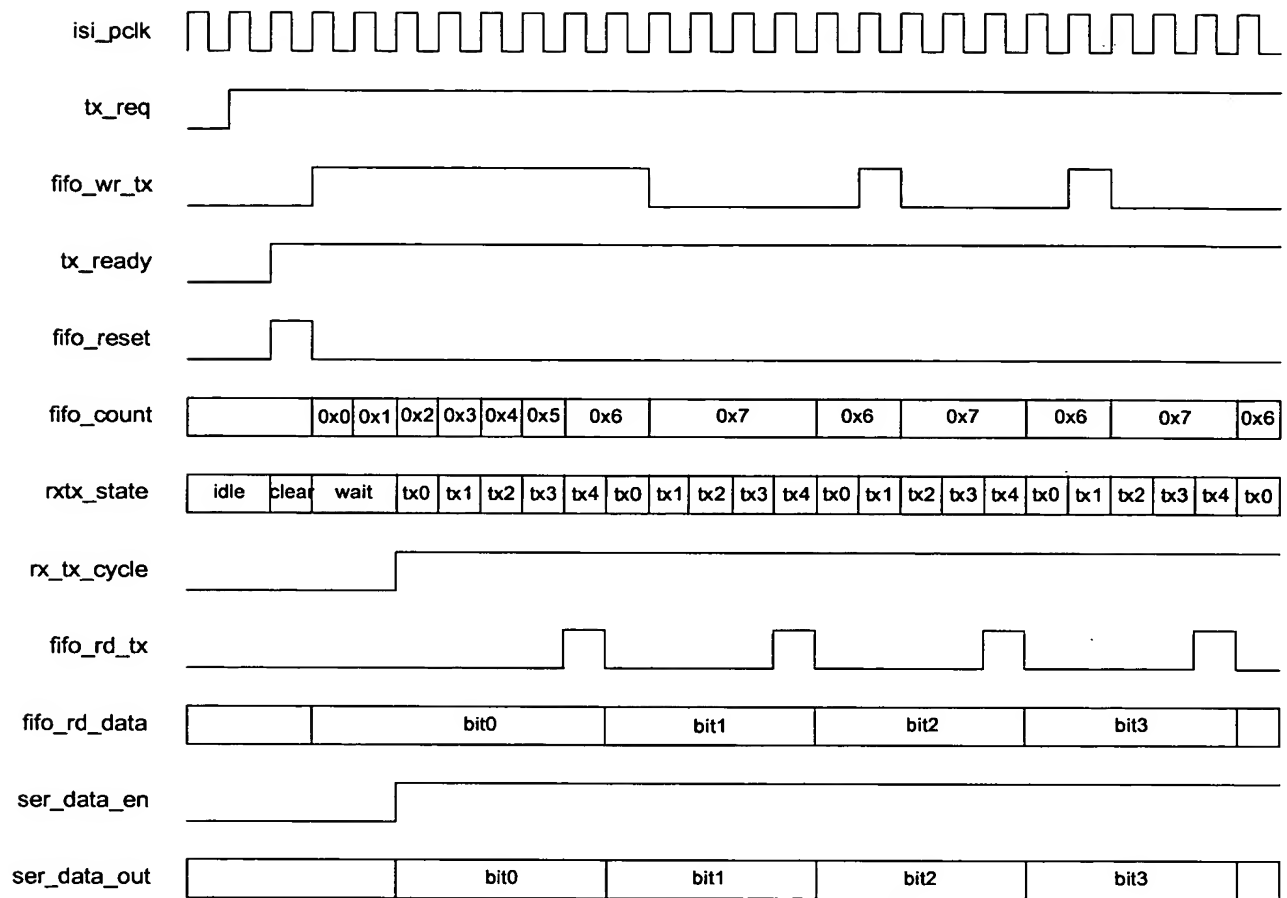 isi_pclk
tx_req
fifo_wr_tx
tx_ready
fifo_reset
fifo_count 0x0 0x1 0x2 0x3 0x4 0x5 0x6 0x7 0x6 0x7 0x6 0x7 0x6
rxtx_state idle clear wait tx0 tx1 tx2 tx3 tx4 tx0 tx1 tx2 tx3 tx4 tx0 tx1 tx2 tx3 tx4 tx0 tx1 tx2 tx3 tx4 tx0
rx_tx_cycle
fifo_rd_tx
fifo_rd_data bit0 bit1 bit2 bit3
ser_data_en
ser_data_out bit0 bit1 bit2 bit3